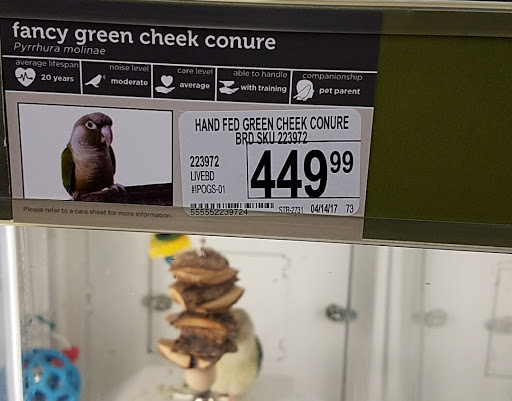 fancy green cheek conure
Pyrrhura molinae
average lifespan
20 years
noise level
moderate
care level
average
able to handle
with training
companionship
pet parent
HAND FED GREEN CHEEK CONURE
BRD SKU 223972
223972
LIVEBD
#IPOGS-01
449 99
555552239724
STR-2731 04/14/17 73
Please refer to a care sheet for more information